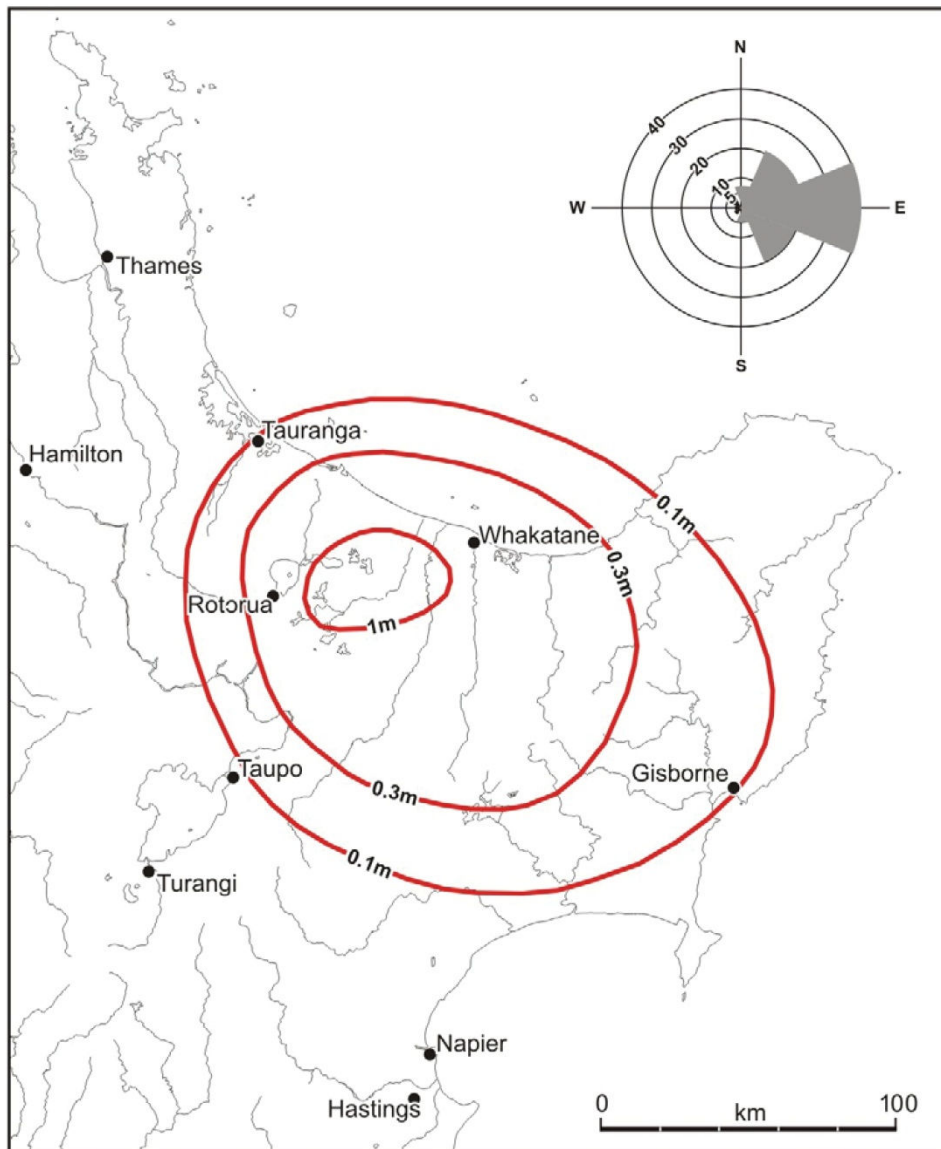 N
40
30
20
10
5
W
E
S
Thames
Tauranga
Hamilton
0.1m
Whakatane
0.3m
Rotorua
1m
Taupo
Gisborne
0.3m
0.1m
Turangi
Napier
Hastings
0 km 100